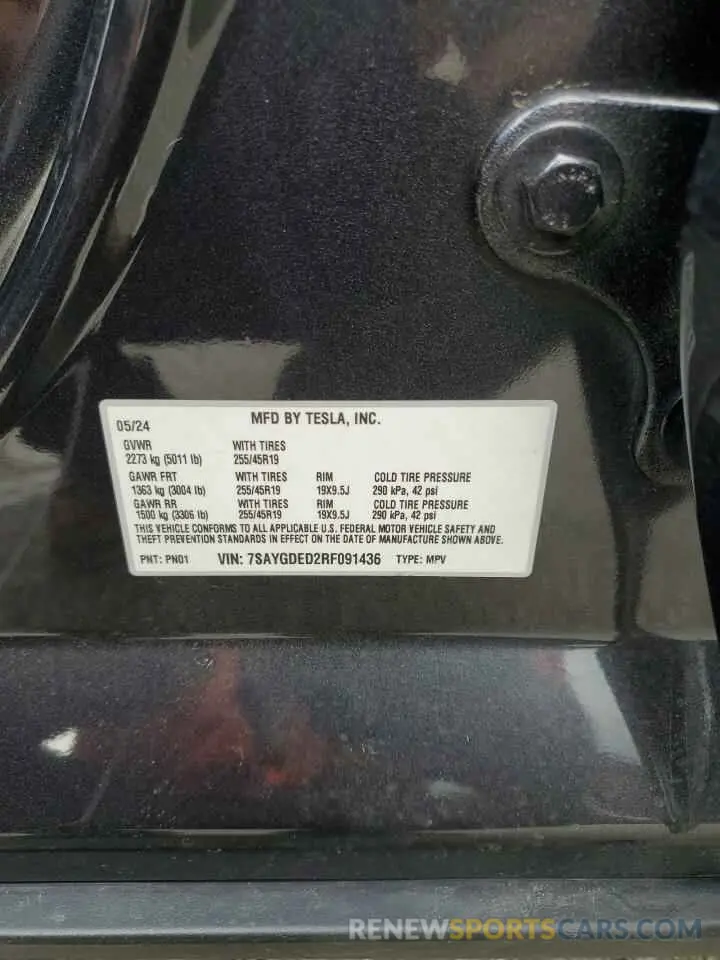 05/24 MFD BY TESLA, INC.
GVWR WITH TIRES
2273 kg (5011 lb) 255/45R19
GAWR FRT WITH TIRES RIM COLD TIRE PRESSURE
1363 kg (3004 lb) 255/45R19 19X9.5J 290 kPa, 42 psi
GAWR RR WITH TIRES RIM COLD TIRE PRESSURE
1500 kg (3306 lb) 255/45R19 19X9.5J 290 kPa, 42 psi
THIS VEHICLE CONFORMS TO ALL APPLICABLE U.S. FEDERAL MOTOR VEHICLE SAFETY AND
THEFT PREVENTION STANDARDS IN EFFECT ON THE DATE OF MANUFACTURE SHOWN ABOVE.
PNT: PN01 VIN: 7SAYGDED2RF091436 TYPE: MPV
RENEWSPORTSCARS.COM